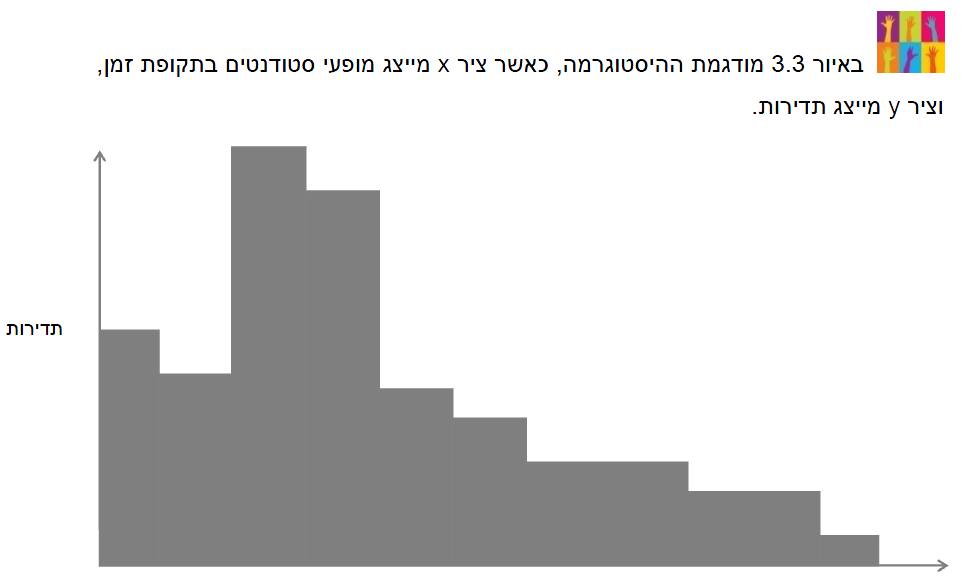 באיור 3.3 מודגמת ההיסטוגרמה, כאשר ציר x מייצג מופעי סטודנטים בתקופת זמן,
וציר y מייצג תדירות.
תדירות